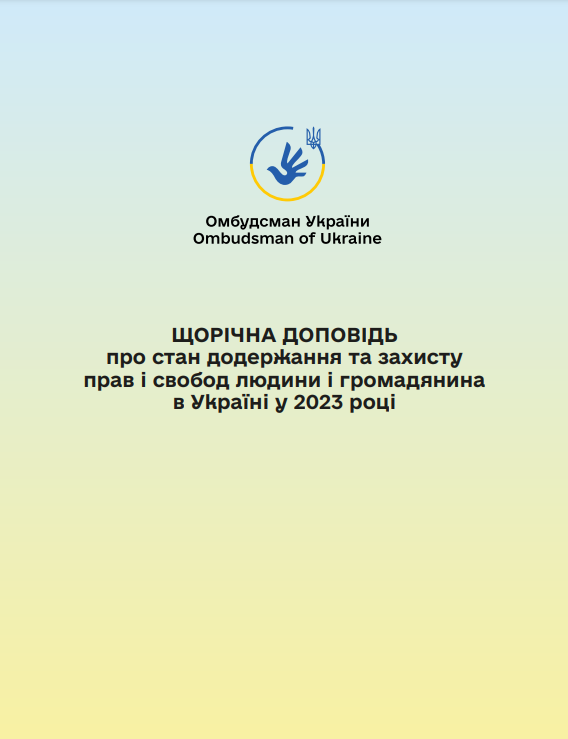 Омбудсман України
Ombudsman of Ukraine
ЩОРІЧНА ДОПОВІДЬ
про стан додержання та захисту
прав і свобод людини і громадянина
в Україні у 2023 році